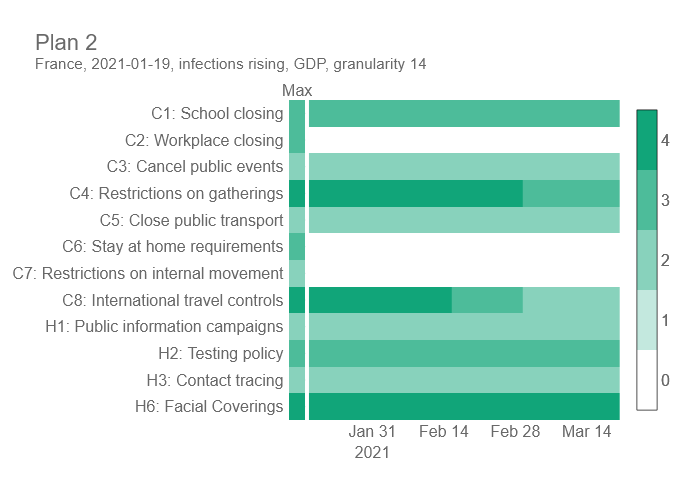 Plan 2
France, 2021-01-19, infections rising, GDP, granularity 14
Max
C1: School closing
C2: Workplace closing
C3: Cancel public events
C4: Restrictions on gatherings
C5: Close public transport
C6: Stay at home requirements
C7: Restrictions on internal movement
C8: International travel controls
H1: Public information campaigns
H2: Testing policy
H3: Contact tracing
H6: Facial Coverings
Jan 31 Feb 14 Feb 28 Mar 14
2021
4
3
2
1
0